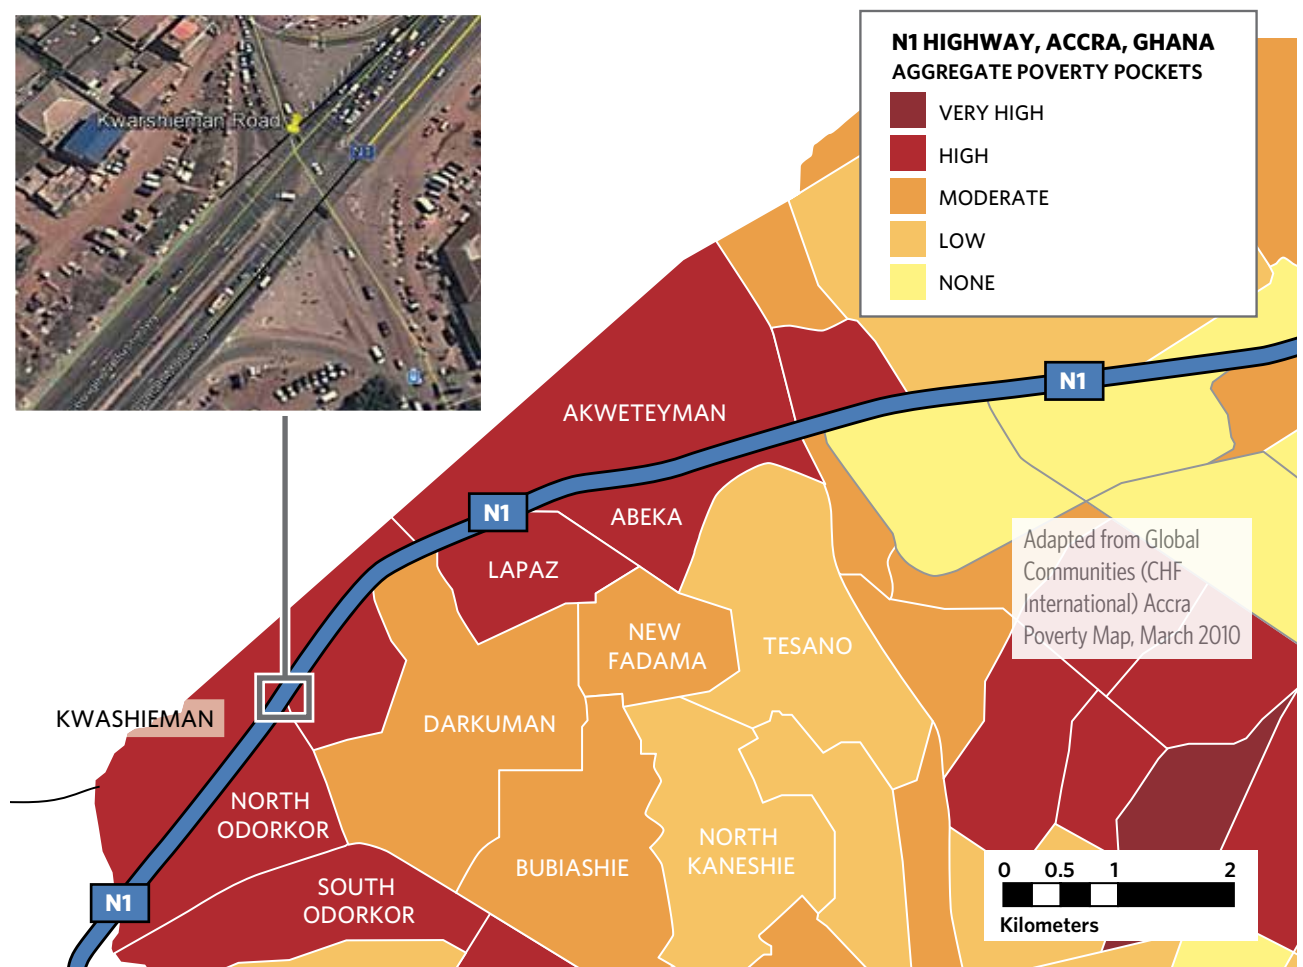 Kwarshieman Road
N1
N1 HIGHWAY, ACCRA, GHANA
AGGREGATE POVERTY POCKETS
VERY HIGH
HIGH
MODERATE
LOW
NONE
N1
AKWETEYMAN
N1
ABEKA
LAPAZ
Adapted from Global
Communities (CHF
International) Accra
Poverty Map, March 2010
NEW
FADAMA
TESANO
KWASHIEMAN
DARKUMAN
NORTH
ODORKOR
NORTH
KANESHIE
BUBIASHIE
SOUTH
ODORKOR
N1
0 0.5 1 2
Kilometers